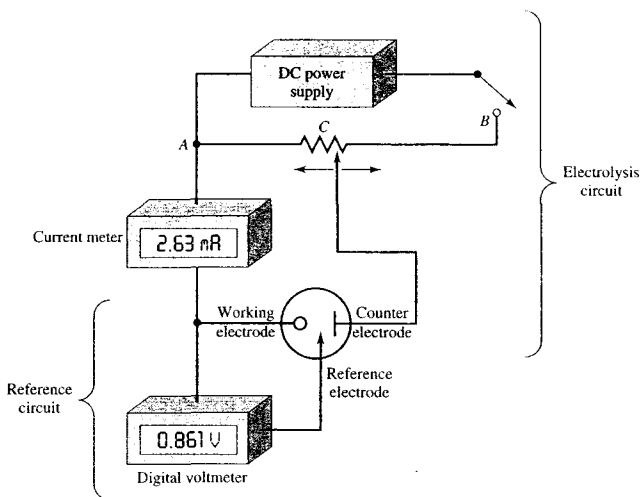 DC power
supply
C
B
A
Electrolysis
circuit
Current meter
2.63 mA
Working
electrode
Counter
electrode
Reference
electrode
Reference
circuit
0.861 V
Digital voltmeter